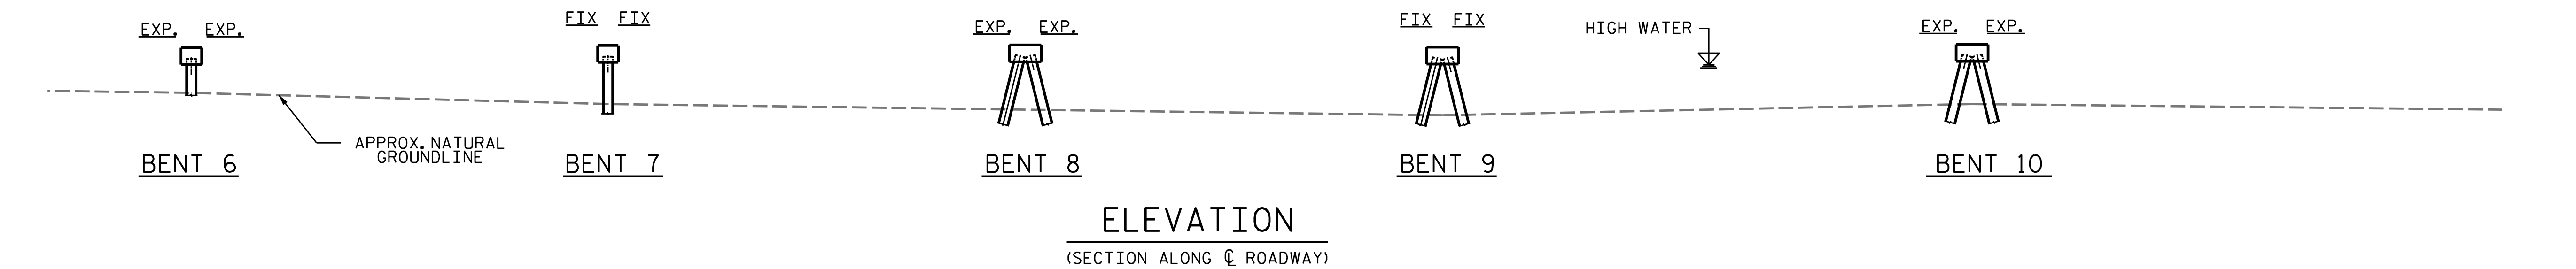 EXP. EXP.
FIX FIX
EXP. EXP.
FIX FIX
HIGH WATER
EXP. EXP.
APPROX. NATURAL
GROUNDLINE
BENT 6
BENT 7
BENT 8
BENT 9
BENT 10
ELEVATION
(SECTION ALONG ℄ ROADWAY)